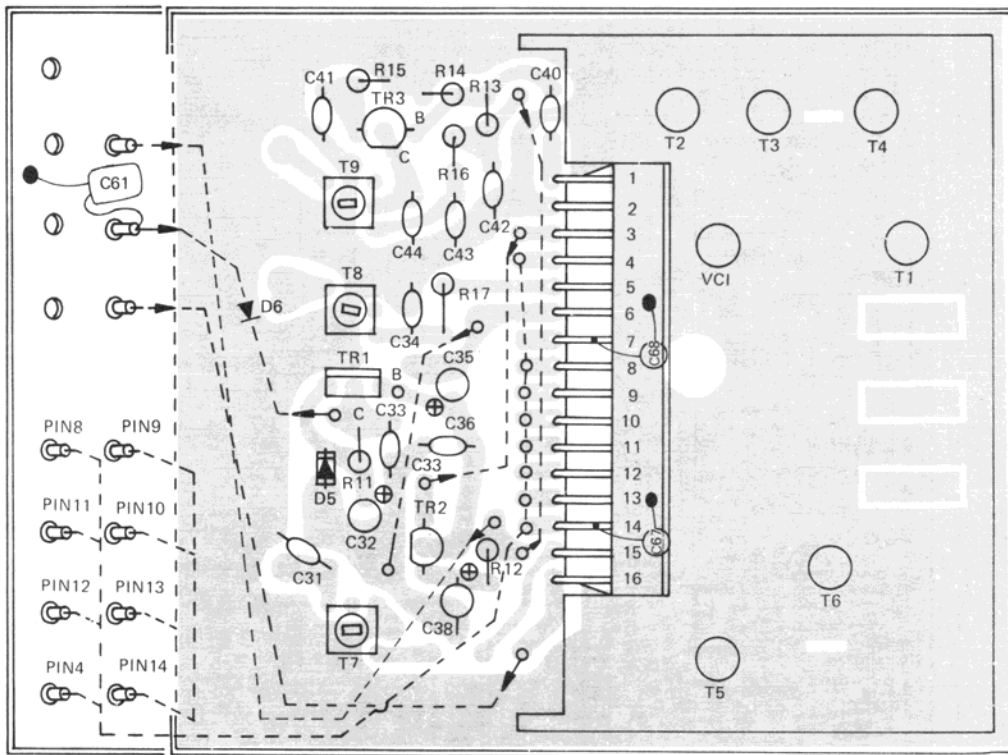 C41
R15
R14
R13
C40
TR3
B
C
R16
T2
T3
T4
C61
T9
C42
C44
C43
VCI
T1
1
2
3
4
5
6
7
8
9
10
11
12
13
14
15
16
D6
T8
R17
C34
C35
C68
TR1
B
C
C33
C36
C33
PIN8
PIN9
D5
R11
C32
TR2
C67
PIN11
PIN10
C31
R12
PIN12
PIN13
T6
C38
T7
PIN4
PIN14
T5